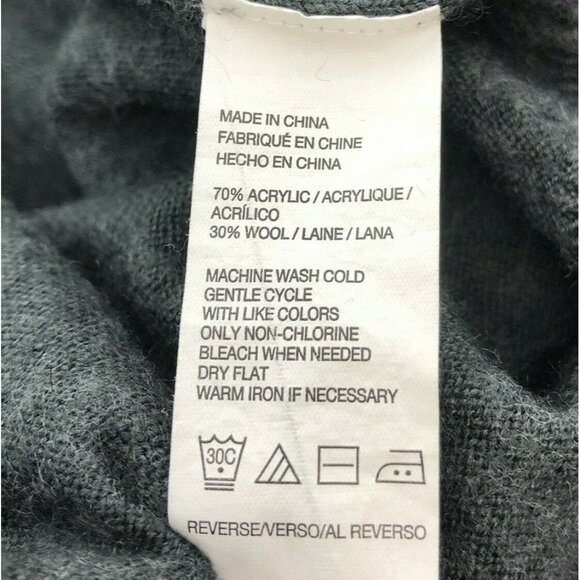 MADE IN CHINA
FABRIQUÉ EN CHINE
HECHO EN CHINA
70% ACRYLIC / ACRYLIQUE /
ACRÍLICO
30% WOOL / LAINE / LANA
MACHINE WASH COLD
GENTLE CYCLE
WITH LIKE COLORS
ONLY NON-CHLORINE
BLEACH WHEN NEEDED
DRY FLAT
WARM IRON IF NECESSARY
30C
REVERSE/VERSO/AL REVERSO